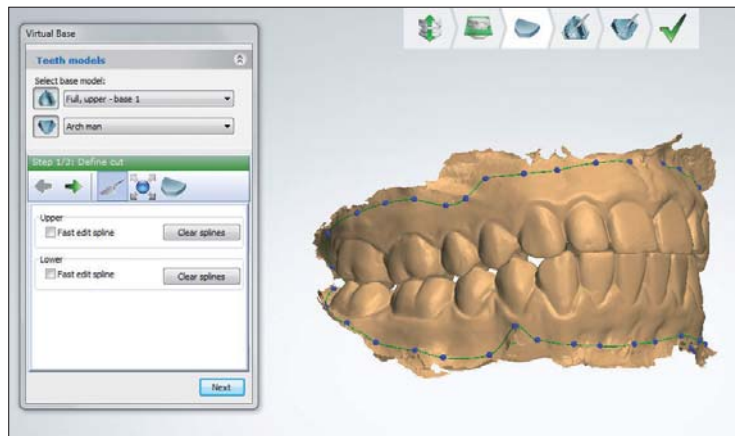 Virtual Base
Teeth models
Select base model:
Full, upper - base 1
Arch man
Step 1/3: Define cut
Upper
Fast edit spline
Clear splines
Lower
Fast edit spline
Clear splines
Next